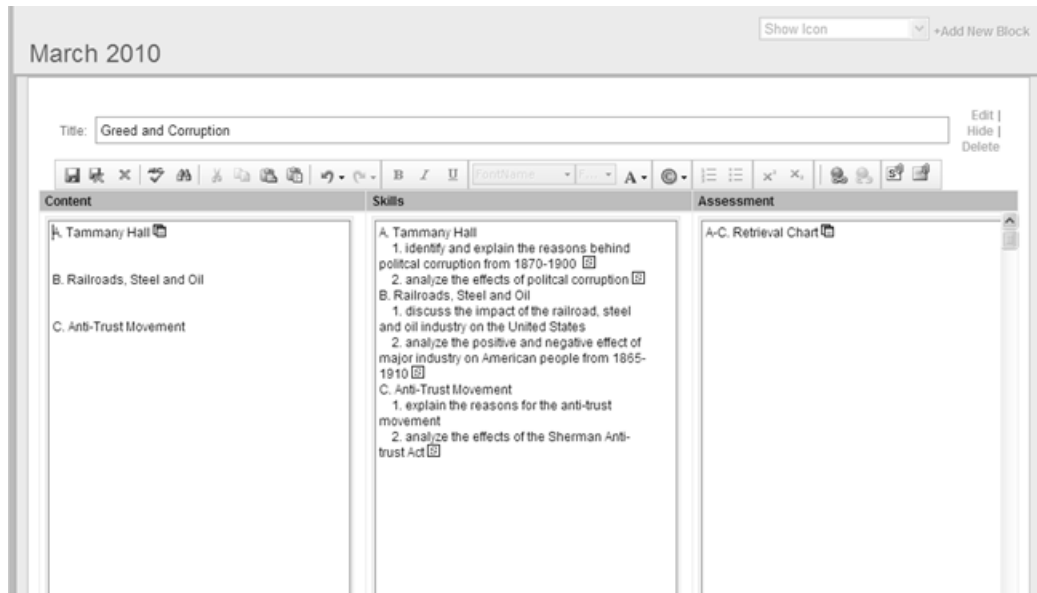 Show Icon
+Add New Block
March 2010
Edit |
Title: Greed and Corruption
Hide |
Delete
B I U FontName F... A
Content Skills Assessment
A. Tammany Hall
B. Railroads, Steel and Oil
C. Anti-Trust Movement
A. Tammany Hall
1. identify and explain the reasons behind
politcal corruption from 1870-1900
2. analyze the effects of politcal corruption
B. Railroads, Steel and Oil
1. discuss the impact of the railroad, steel
and oil industry on the United States
2. analyze the positive and negative effect of
major industry on American people from 1865-
1910
C. Anti-Trust Movement
1. explain the reasons for the anti-trust
movement
2. analyze the effects of the Sherman Anti-
trust Act
A-C. Retrieval Chart